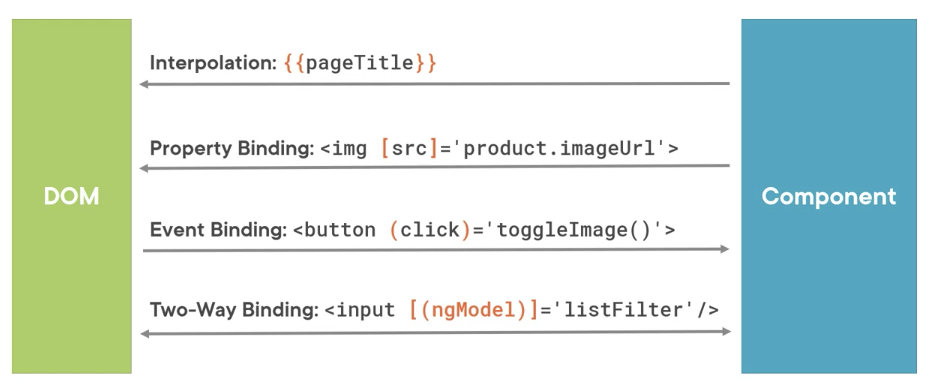 Interpolation: {{pageTitle}}
Property Binding: <img [src]='product.imageUrl'>
DOM
Component
Event Binding: <button (click)='toggleImage()'>
Two-Way Binding: <input [(ngModel)]='listFilter'/>